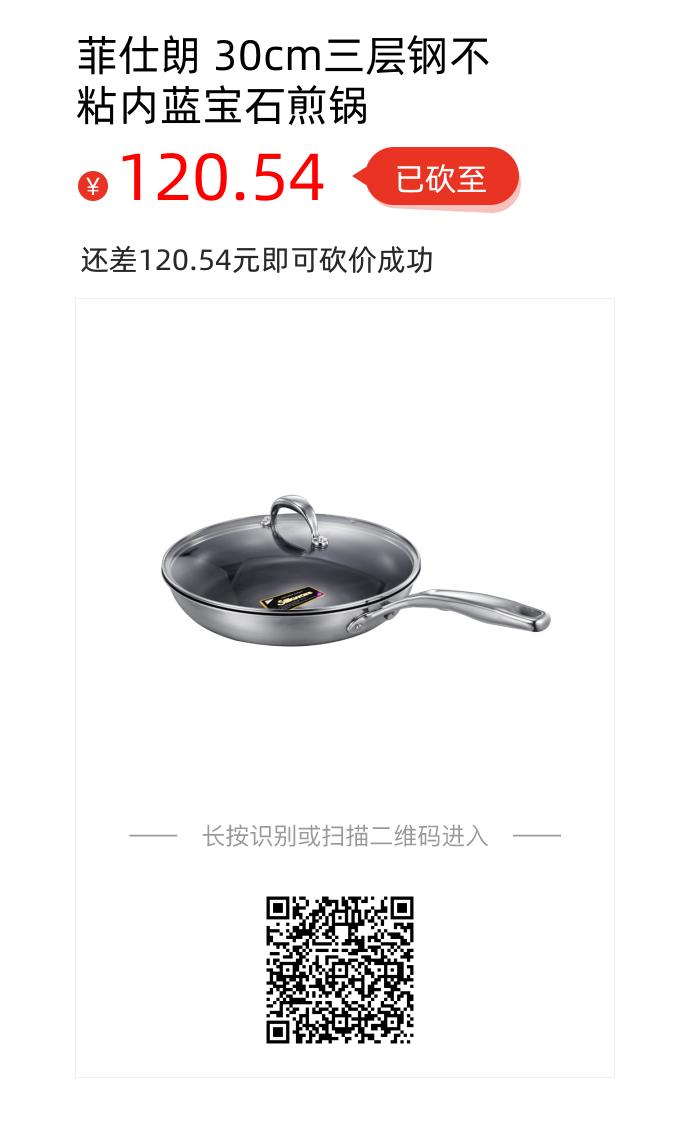 菲仕朗 30cm三层钢不
粘内蓝宝石煎锅
¥ 120.54 已砍至
还差120.54元即可砍价成功
长按识别或扫描二维码进入